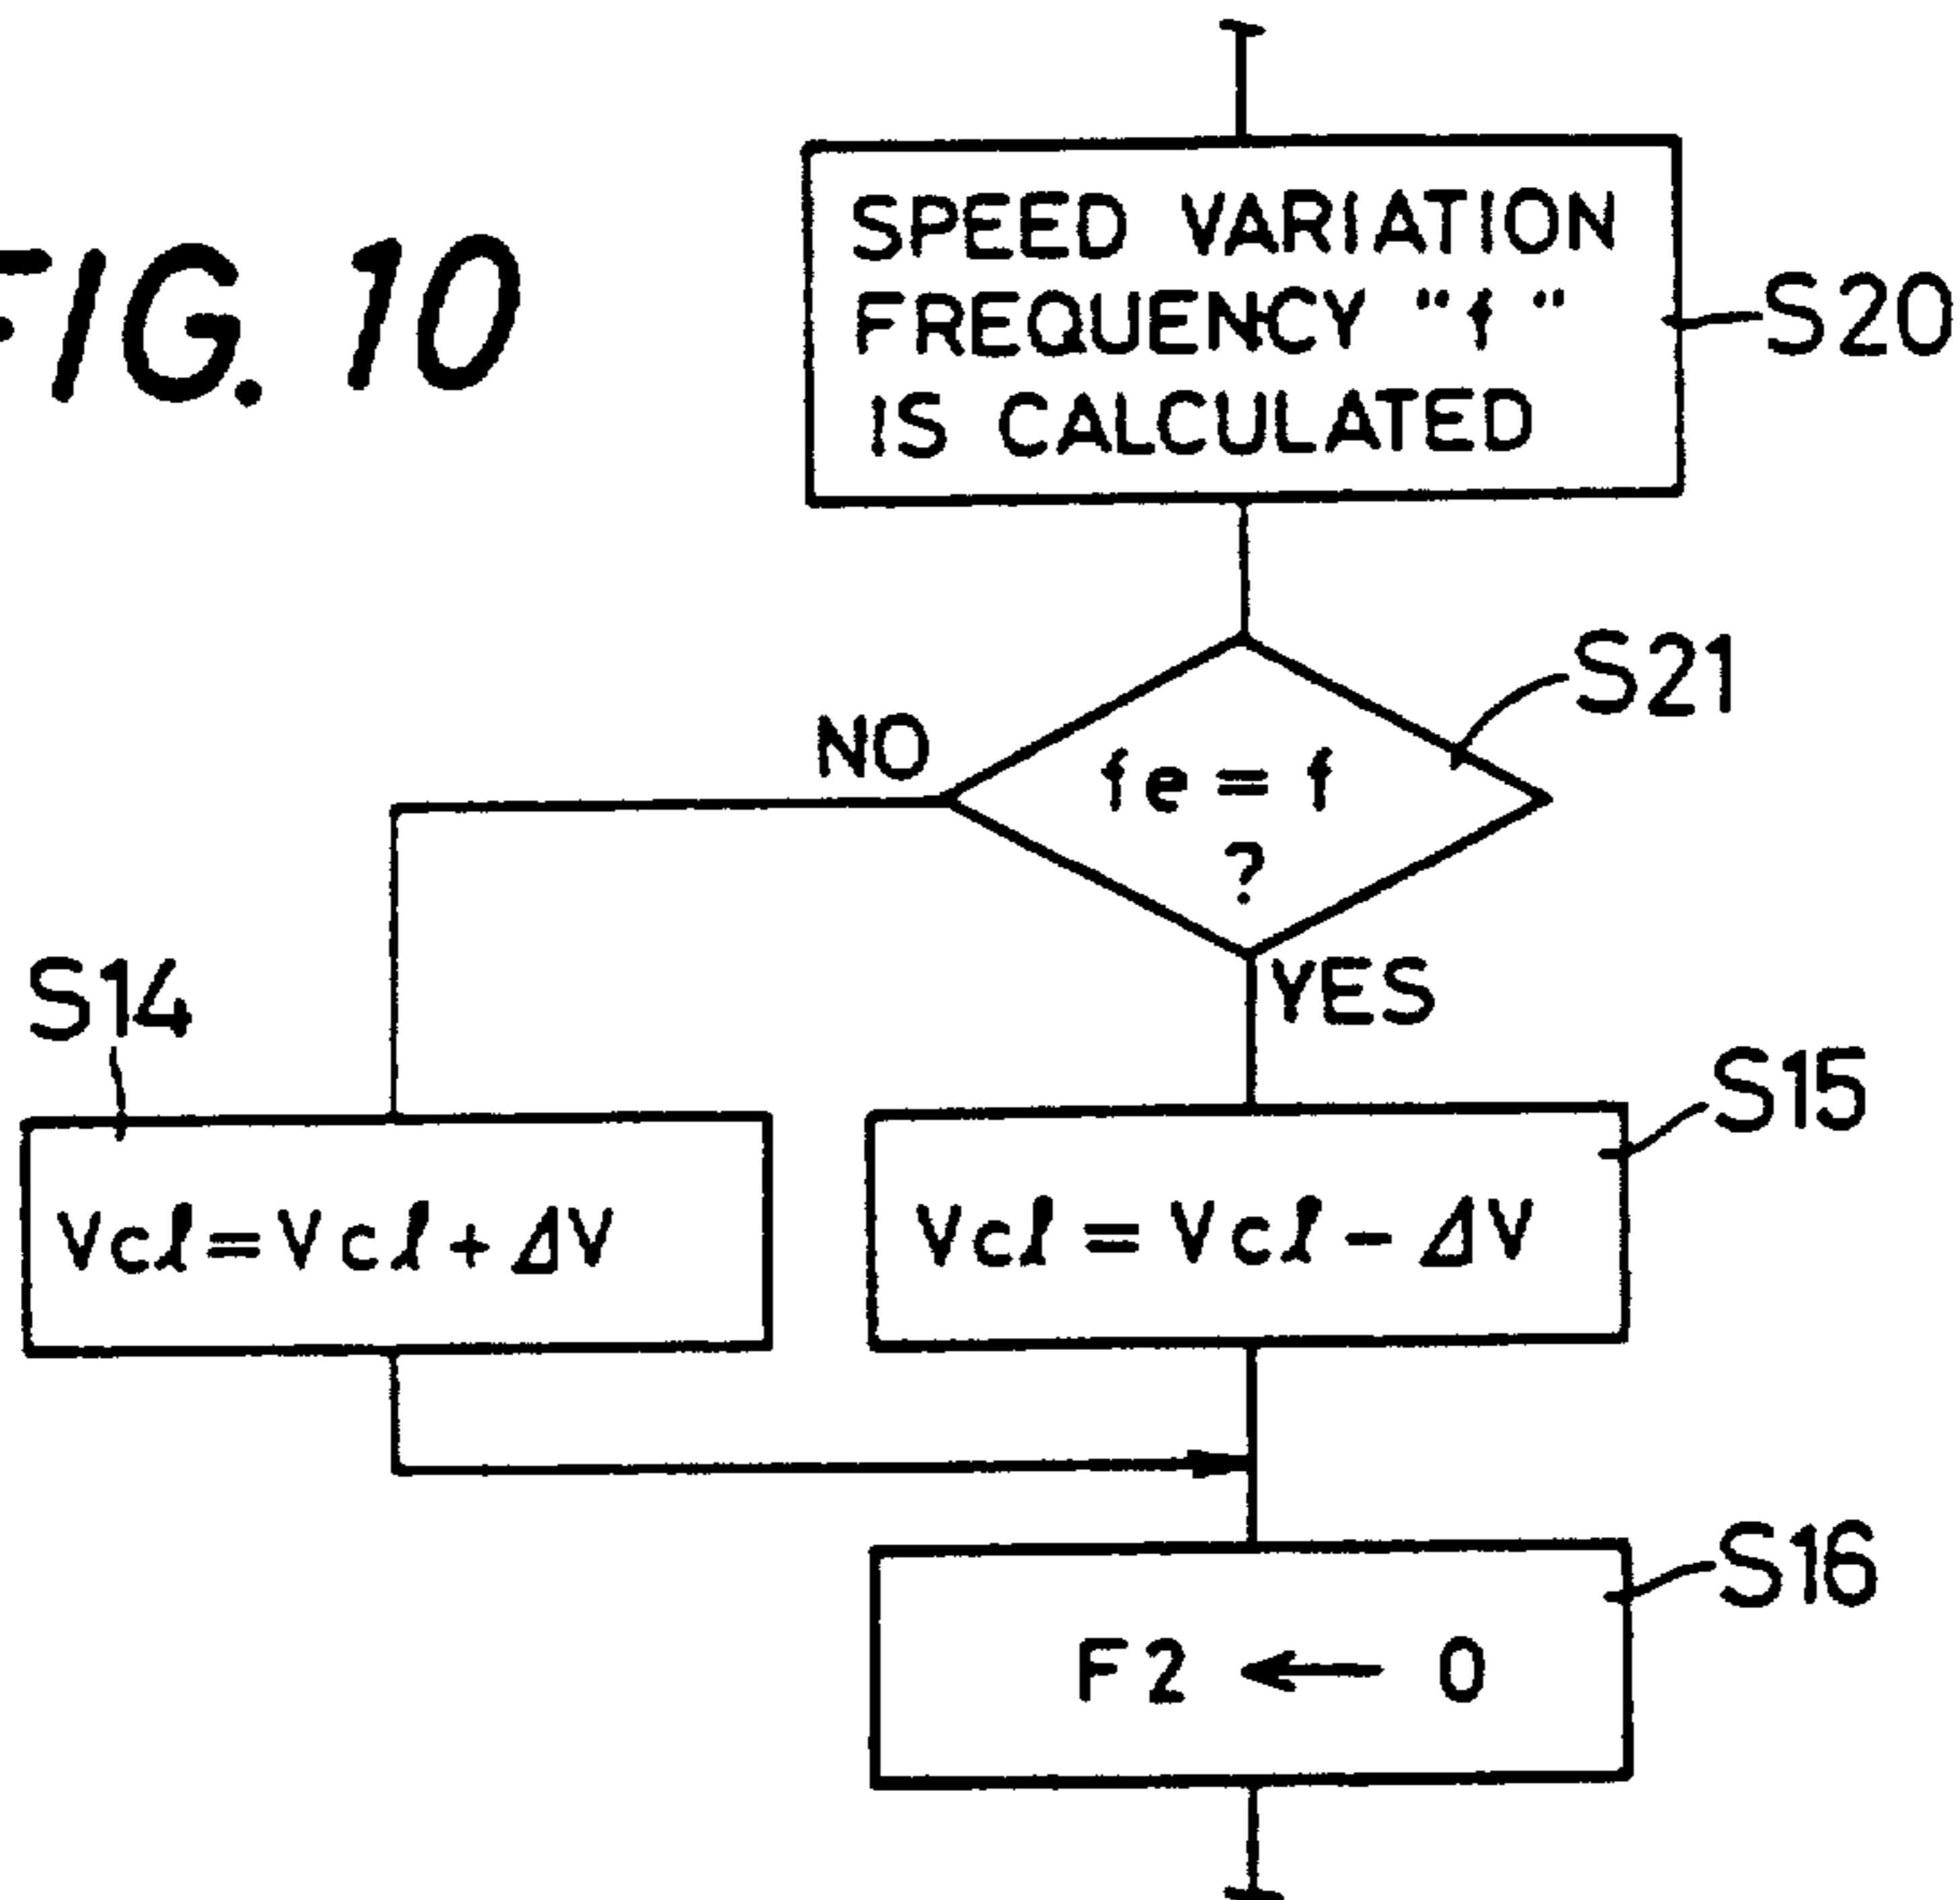 FIG. 10
SPEED VARIATION
FREQUENCY "f"
IS CALCULATED
S20
S21
fe = f
?
NO
YES
S14
Vcl = Vcl + ΔV
S15
Vcl = Vcl - ΔV
S16
F2 ← 0